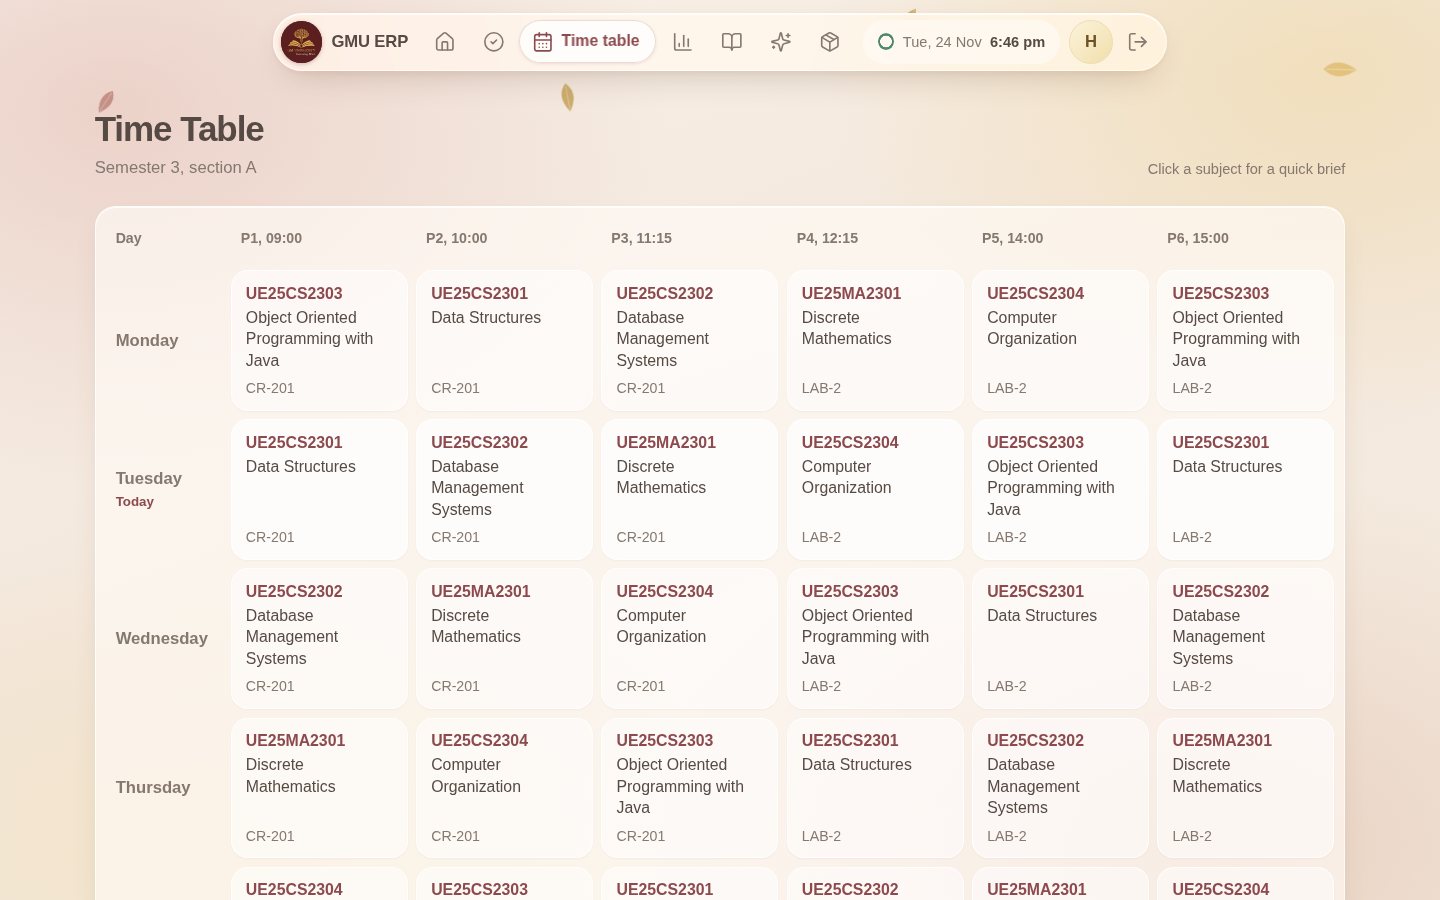 GMU ERP
Time table
Tue, 24 Nov 6:46 pm
H
Time Table
Semester 3, section A
Click a subject for a quick brief
Day P1, 09:00 P2, 10:00 P3, 11:15 P4, 12:15 P5, 14:00 P6, 15:00
Monday
UE25CS2303
Object Oriented
Programming with
Java
CR-201
UE25CS2301
Data Structures
CR-201
UE25CS2302
Database
Management
Systems
CR-201
UE25MA2301
Discrete
Mathematics
LAB-2
UE25CS2304
Computer
Organization
LAB-2
UE25CS2303
Object Oriented
Programming with
Java
LAB-2
Tuesday
Today
UE25CS2301
Data Structures
CR-201
UE25CS2302
Database
Management
Systems
CR-201
UE25MA2301
Discrete
Mathematics
CR-201
UE25CS2304
Computer
Organization
LAB-2
UE25CS2303
Object Oriented
Programming with
Java
LAB-2
UE25CS2301
Data Structures
LAB-2
Wednesday
UE25CS2302
Database
Management
Systems
CR-201
UE25MA2301
Discrete
Mathematics
CR-201
UE25CS2304
Computer
Organization
CR-201
UE25CS2303
Object Oriented
Programming with
Java
LAB-2
UE25CS2301
Data Structures
LAB-2
UE25CS2302
Database
Management
Systems
LAB-2
Thursday
UE25MA2301
Discrete
Mathematics
CR-201
UE25CS2304
Computer
Organization
CR-201
UE25CS2303
Object Oriented
Programming with
Java
CR-201
UE25CS2301
Data Structures
LAB-2
UE25CS2302
Database
Management
Systems
LAB-2
UE25MA2301
Discrete
Mathematics
LAB-2
UE25CS2304
UE25CS2303
UE25CS2301
UE25CS2302
UE25MA2301
UE25CS2304